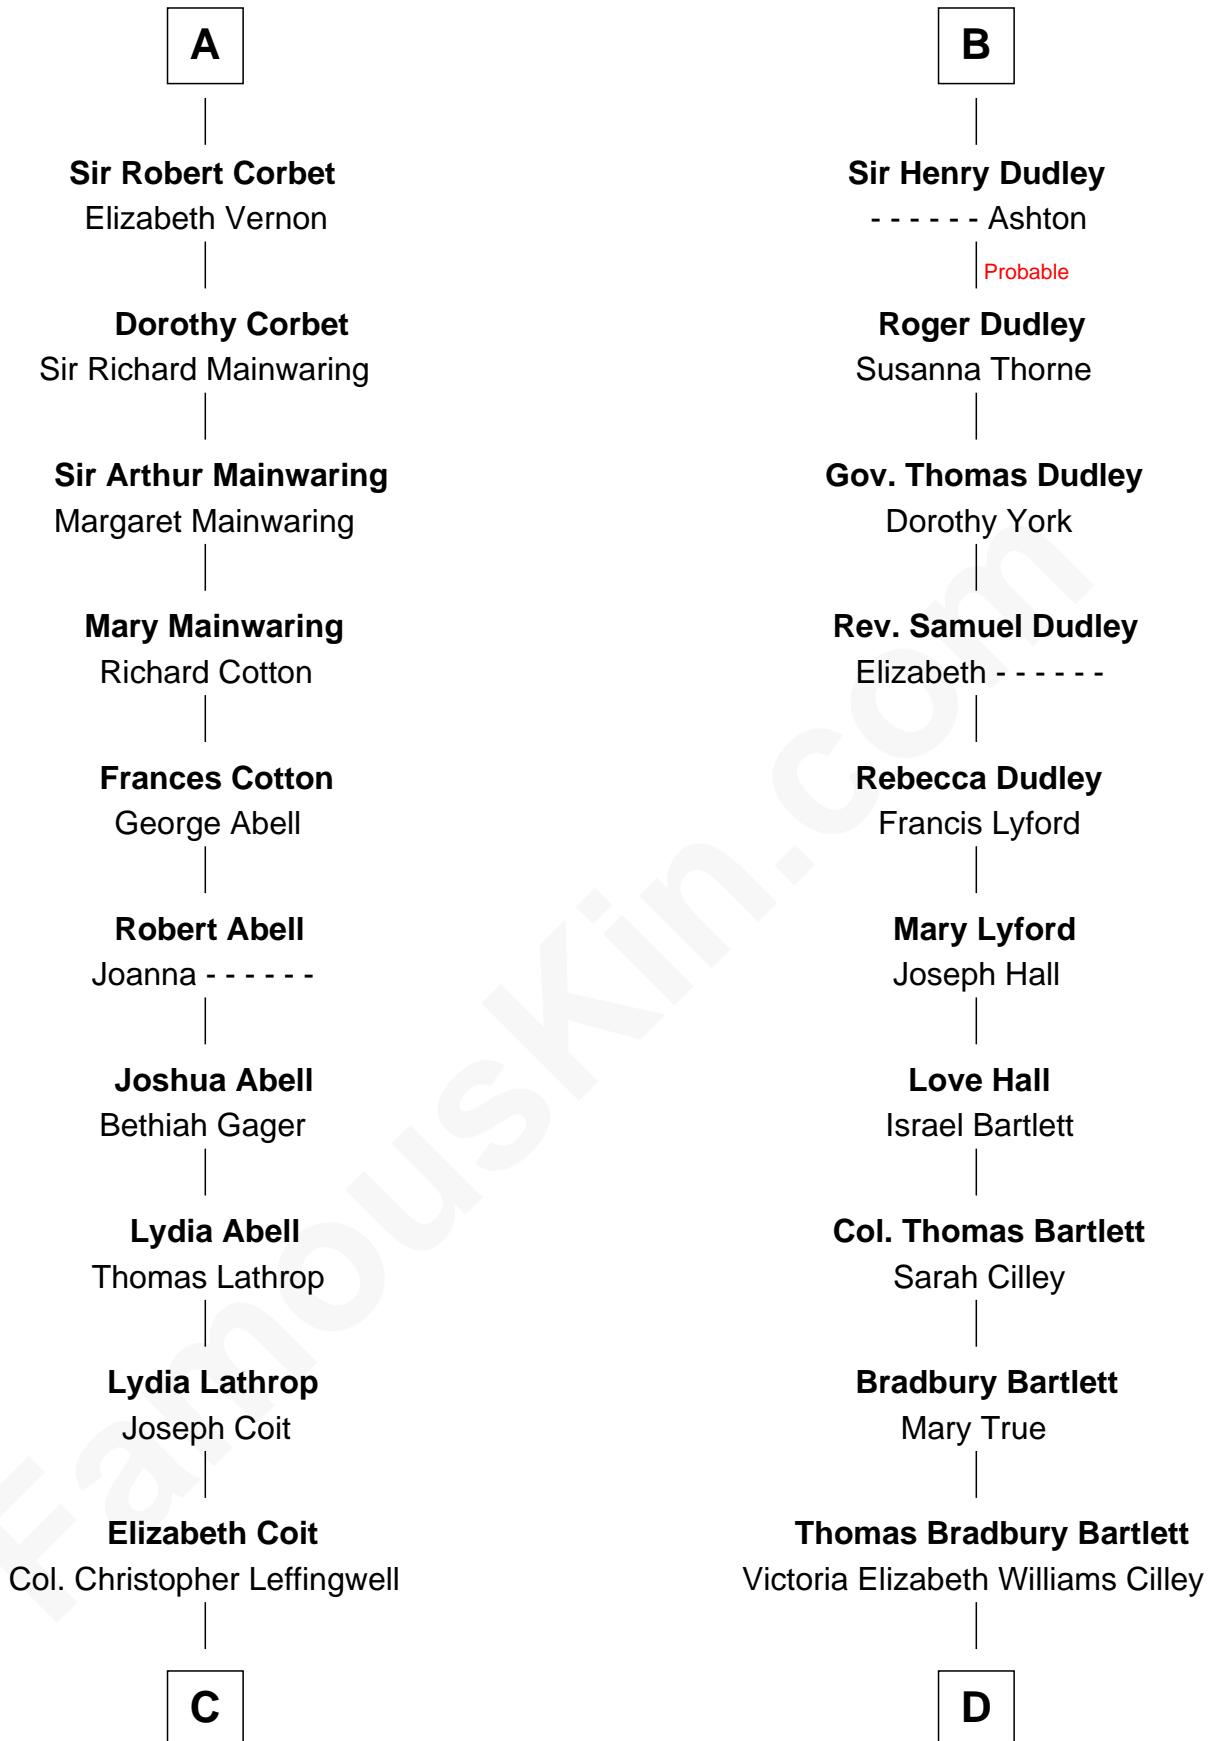 A
Sir Robert Corbet
Elizabeth Vernon
Dorothy Corbet
Sir Richard Mainwaring
Sir Arthur Mainwaring
Margaret Mainwaring
Mary Mainwaring
Richard Cotton
Frances Cotton
George Abell
Robert Abell
Joanna - - - - - -
Joshua Abell
Bethiah Gager
Lydia Abell
Thomas Lathrop
Lydia Lathrop
Joseph Coit
Elizabeth Coit
Col. Christopher Leffingwell
C
B
Sir Henry Dudley
- - - - - - Ashton
Probable
Roger Dudley
Susanna Thorne
Gov. Thomas Dudley
Dorothy York
Rev. Samuel Dudley
Elizabeth - - - - - -
Rebecca Dudley
Francis Lyford
Mary Lyford
Joseph Hall
Love Hall
Israel Bartlett
Col. Thomas Bartlett
Sarah Cilley
Bradbury Bartlett
Mary True
Thomas Bradbury Bartlett
Victoria Elizabeth Williams Cilley
D
FamousKin.com